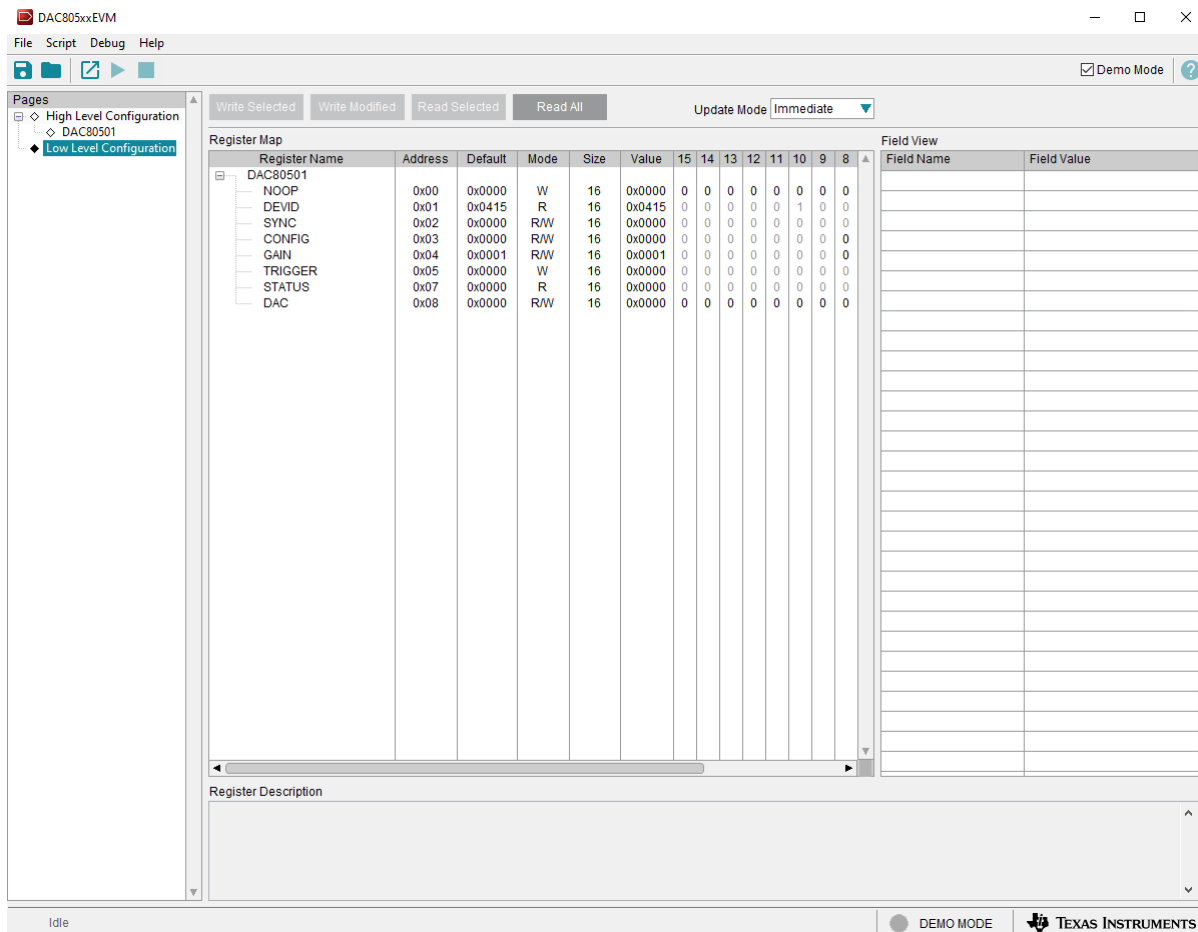 DAC805xxEVM
File Script Debug Help
Demo Mode ?
Pages
High Level Configuration
DAC80501
Low Level Configuration
Write Selected Write Modified Read Selected Read All Update Mode Immediate
Register Map
Register Name Address Default Mode Size Value 15 14 13 12 11 10 9 8
DAC80501
NOOP 0x00 0x0000 W 16 0x0000 0 0 0 0 0 0 0 0
DEVID 0x01 0x0415 R 16 0x0415 0 0 0 0 0 1 0 0
SYNC 0x02 0x0000 R/W 16 0x0000 0 0 0 0 0 0 0 0
CONFIG 0x03 0x0000 R/W 16 0x0000 0 0 0 0 0 0 0 0
GAIN 0x04 0x0001 R/W 16 0x0001 0 0 0 0 0 0 0 0
TRIGGER 0x05 0x0000 W 16 0x0000 0 0 0 0 0 0 0 0
STATUS 0x07 0x0000 R 16 0x0000 0 0 0 0 0 0 0 0
DAC 0x08 0x0000 R/W 16 0x0000 0 0 0 0 0 0 0 0
Field View
Field Name Field Value
Register Description
Idle DEMO MODE TEXAS INSTRUMENTS